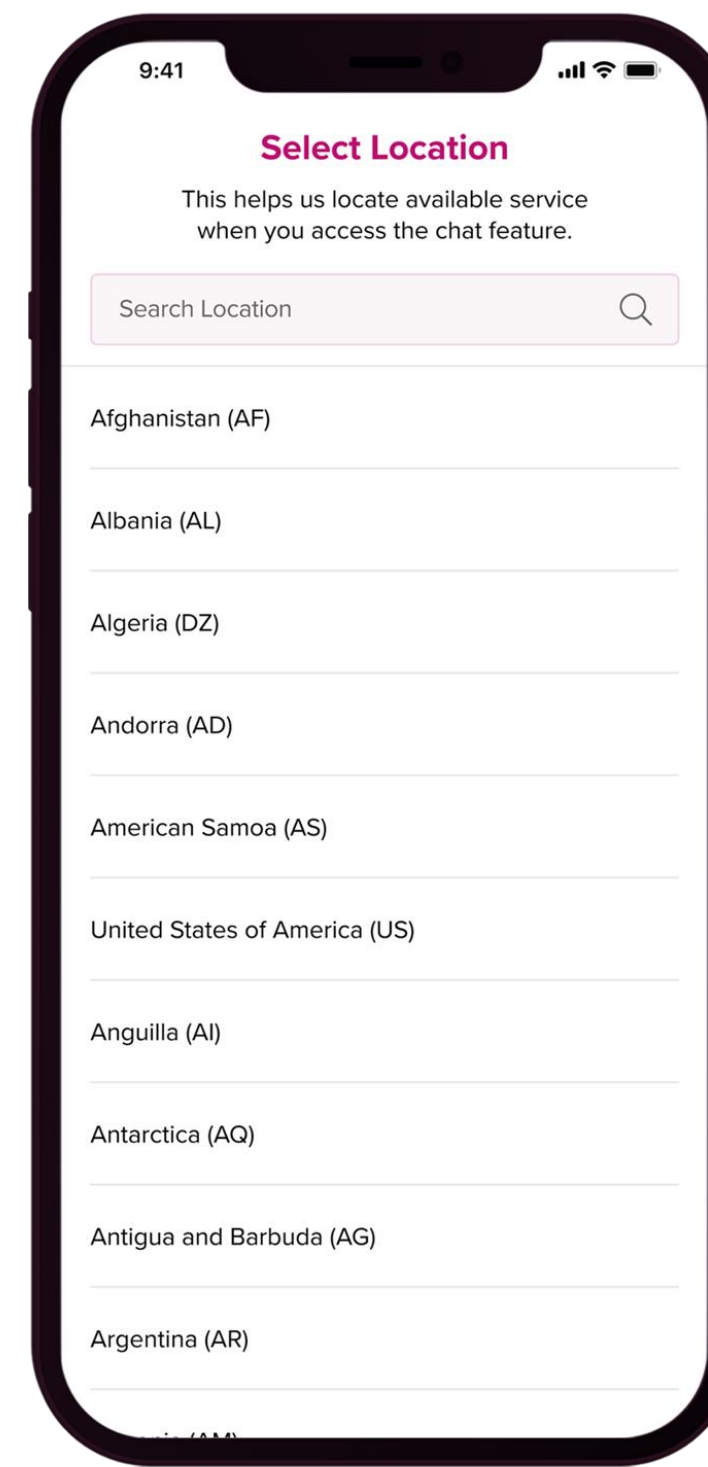 9:41
Select Location
This helps us locate available service
when you access the chat feature.
Search Location
Afghanistan (AF)
Albania (AL)
Algeria (DZ)
Andorra (AD)
American Samoa (AS)
United States of America (US)
Anguilla (AI)
Antarctica (AQ)
Antigua and Barbuda (AG)
Argentina (AR)